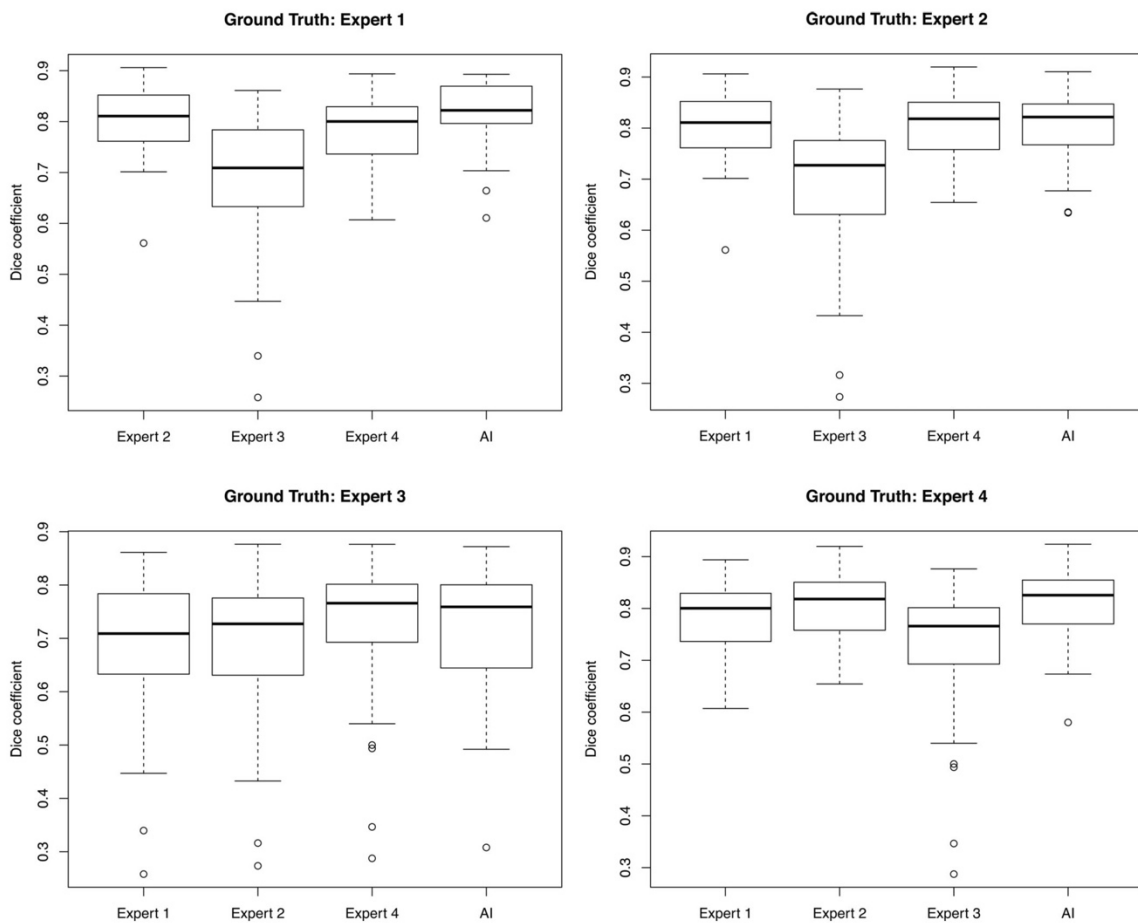 Ground Truth: Expert 1
Dice coefficient
0.9
0.8
0.7
0.6
0.5
0.4
0.3
Expert 2 Expert 3 Expert 4 AI
Ground Truth: Expert 2
Dice coefficient
0.9
0.8
0.7
0.6
0.5
0.4
0.3
Expert 1 Expert 3 Expert 4 AI
Ground Truth: Expert 3
Dice coefficient
0.9
0.8
0.7
0.6
0.5
0.4
0.3
Expert 1 Expert 2 Expert 4 AI
Ground Truth: Expert 4
Dice coefficient
0.9
0.8
0.7
0.6
0.5
0.4
0.3
Expert 1 Expert 2 Expert 3 AI